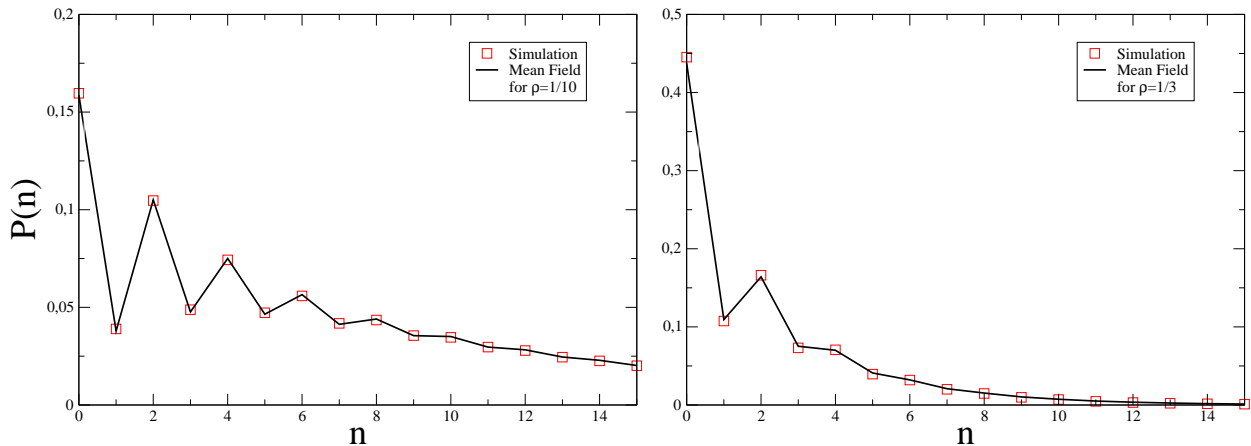 0,2
0,15
0,1
0,05
0
P(n)
0 2 4 6 8 10 12 14
n
Simulation
Mean Field
for ρ=1/10
0,5
0,4
0,3
0,2
0,1
0
0 2 4 6 8 10 12 14
n
Simulation
Mean Field
for ρ=1/3